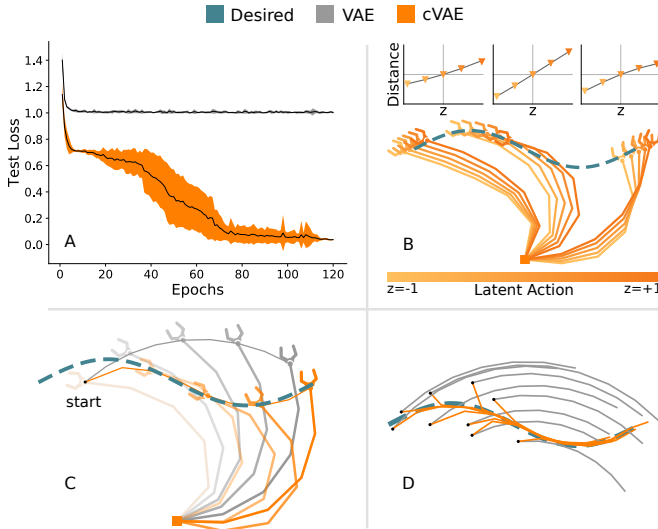 Desired VAE cVAE
1.4
1.2
1.0
0.8
0.6
0.4
0.2
0.0
Test Loss
0 20 40 60 80 100 120
Epochs
A
Distance
z z z
B
z=-1 Latent Action z=+1
start
C
D